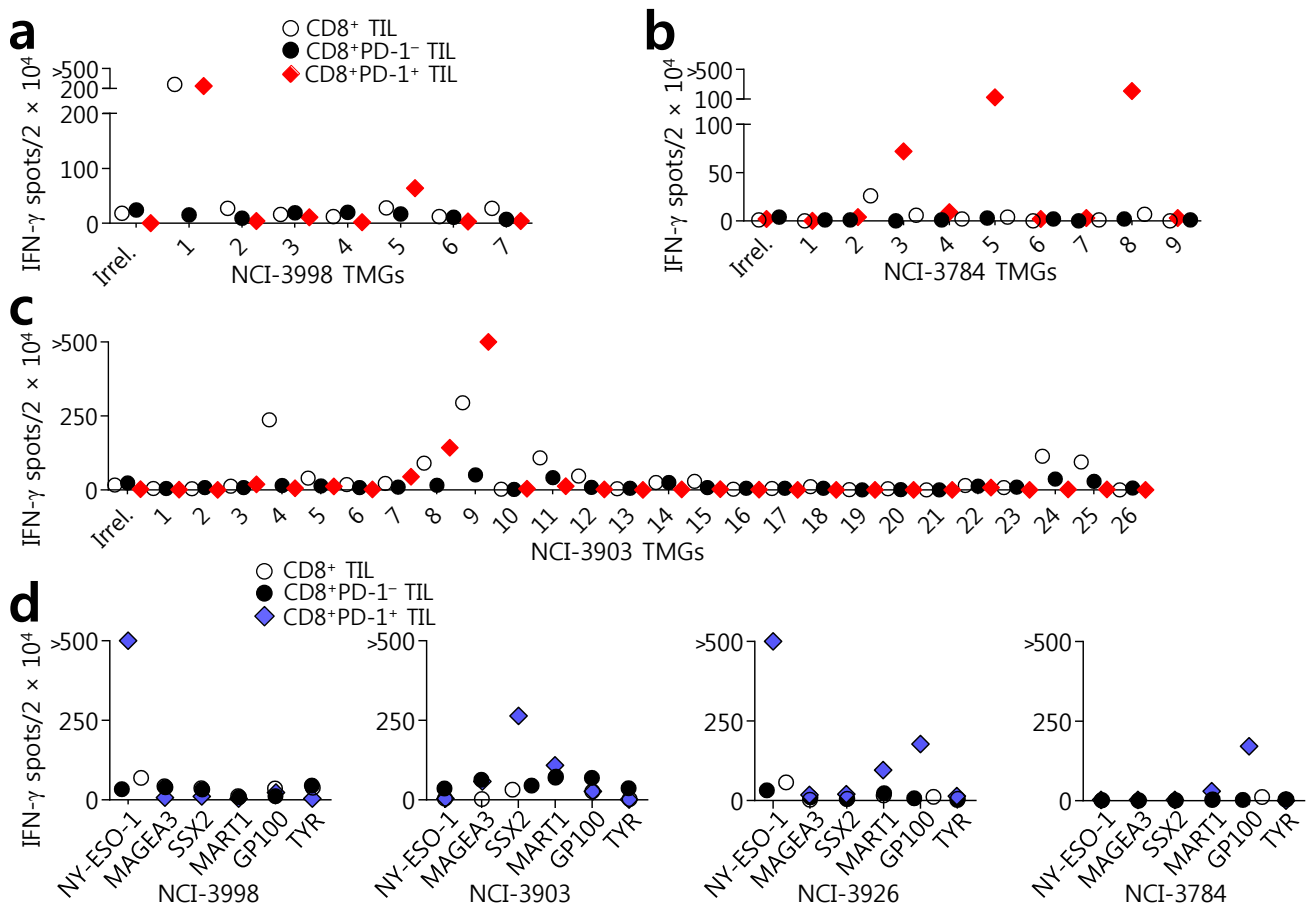 a
CD8⁺ TIL
CD8⁺PD-1⁻ TIL
CD8⁺PD-1⁺ TIL
IFN-γ spots/2 × 10⁴
>500
200
200
100
0
Irrel. 1 2 3 4 5 6 7
NCI-3998 TMGs
b
IFN-γ spots/2 × 10⁴
>500
100
100
50
0
Irrel. 1 2 3 4 5 6 7 8 9
NCI-3784 TMGs
c
IFN-γ spots/2 × 10⁴
>500
250
0
Irrel. 1 2 3 4 5 6 7 8 9 10 11 12 13 14 15 16 17 18 19 20 21 22 23 24 25 26
NCI-3903 TMGs
d
CD8⁺ TIL
CD8⁺PD-1⁻ TIL
CD8⁺PD-1⁺ TIL
IFN-γ spots/2 × 10⁴
>500
250
0
NY-ESO-1 MAGEA3 SSX2 MART1 GP100 TYR
NCI-3998
>500
250
0
NY-ESO-1 MAGEA3 SSX2 MART1 GP100 TYR
NCI-3903
>500
250
0
NY-ESO-1 MAGEA3 SSX2 MART1 GP100 TYR
NCI-3926
>500
250
0
NY-ESO-1 MAGEA3 SSX2 MART1 GP100 TYR
NCI-3784